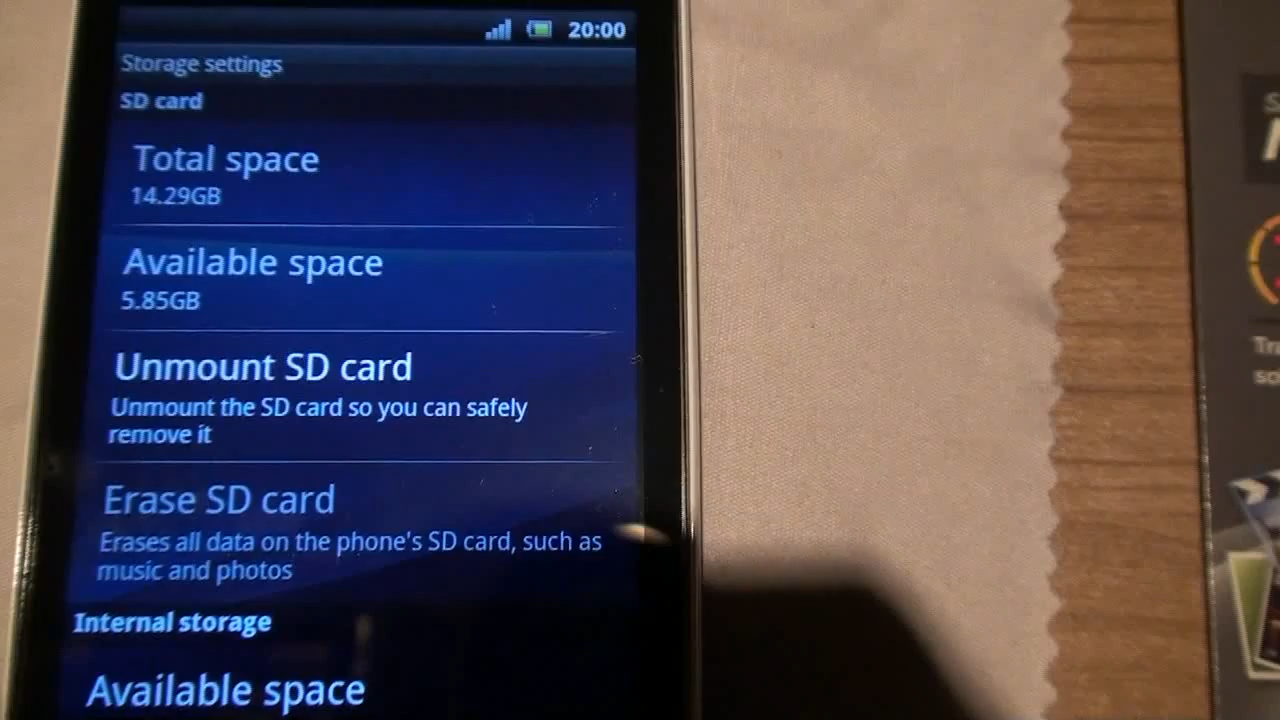 20:00
Storage settings
SD card
Total space
14.29GB
Available space
5.85GB
Unmount SD card
Unmount the SD card so you can safely
remove it
Erase SD card
Erases all data on the phone's SD card, such as
music and photos
Internal storage
Available space